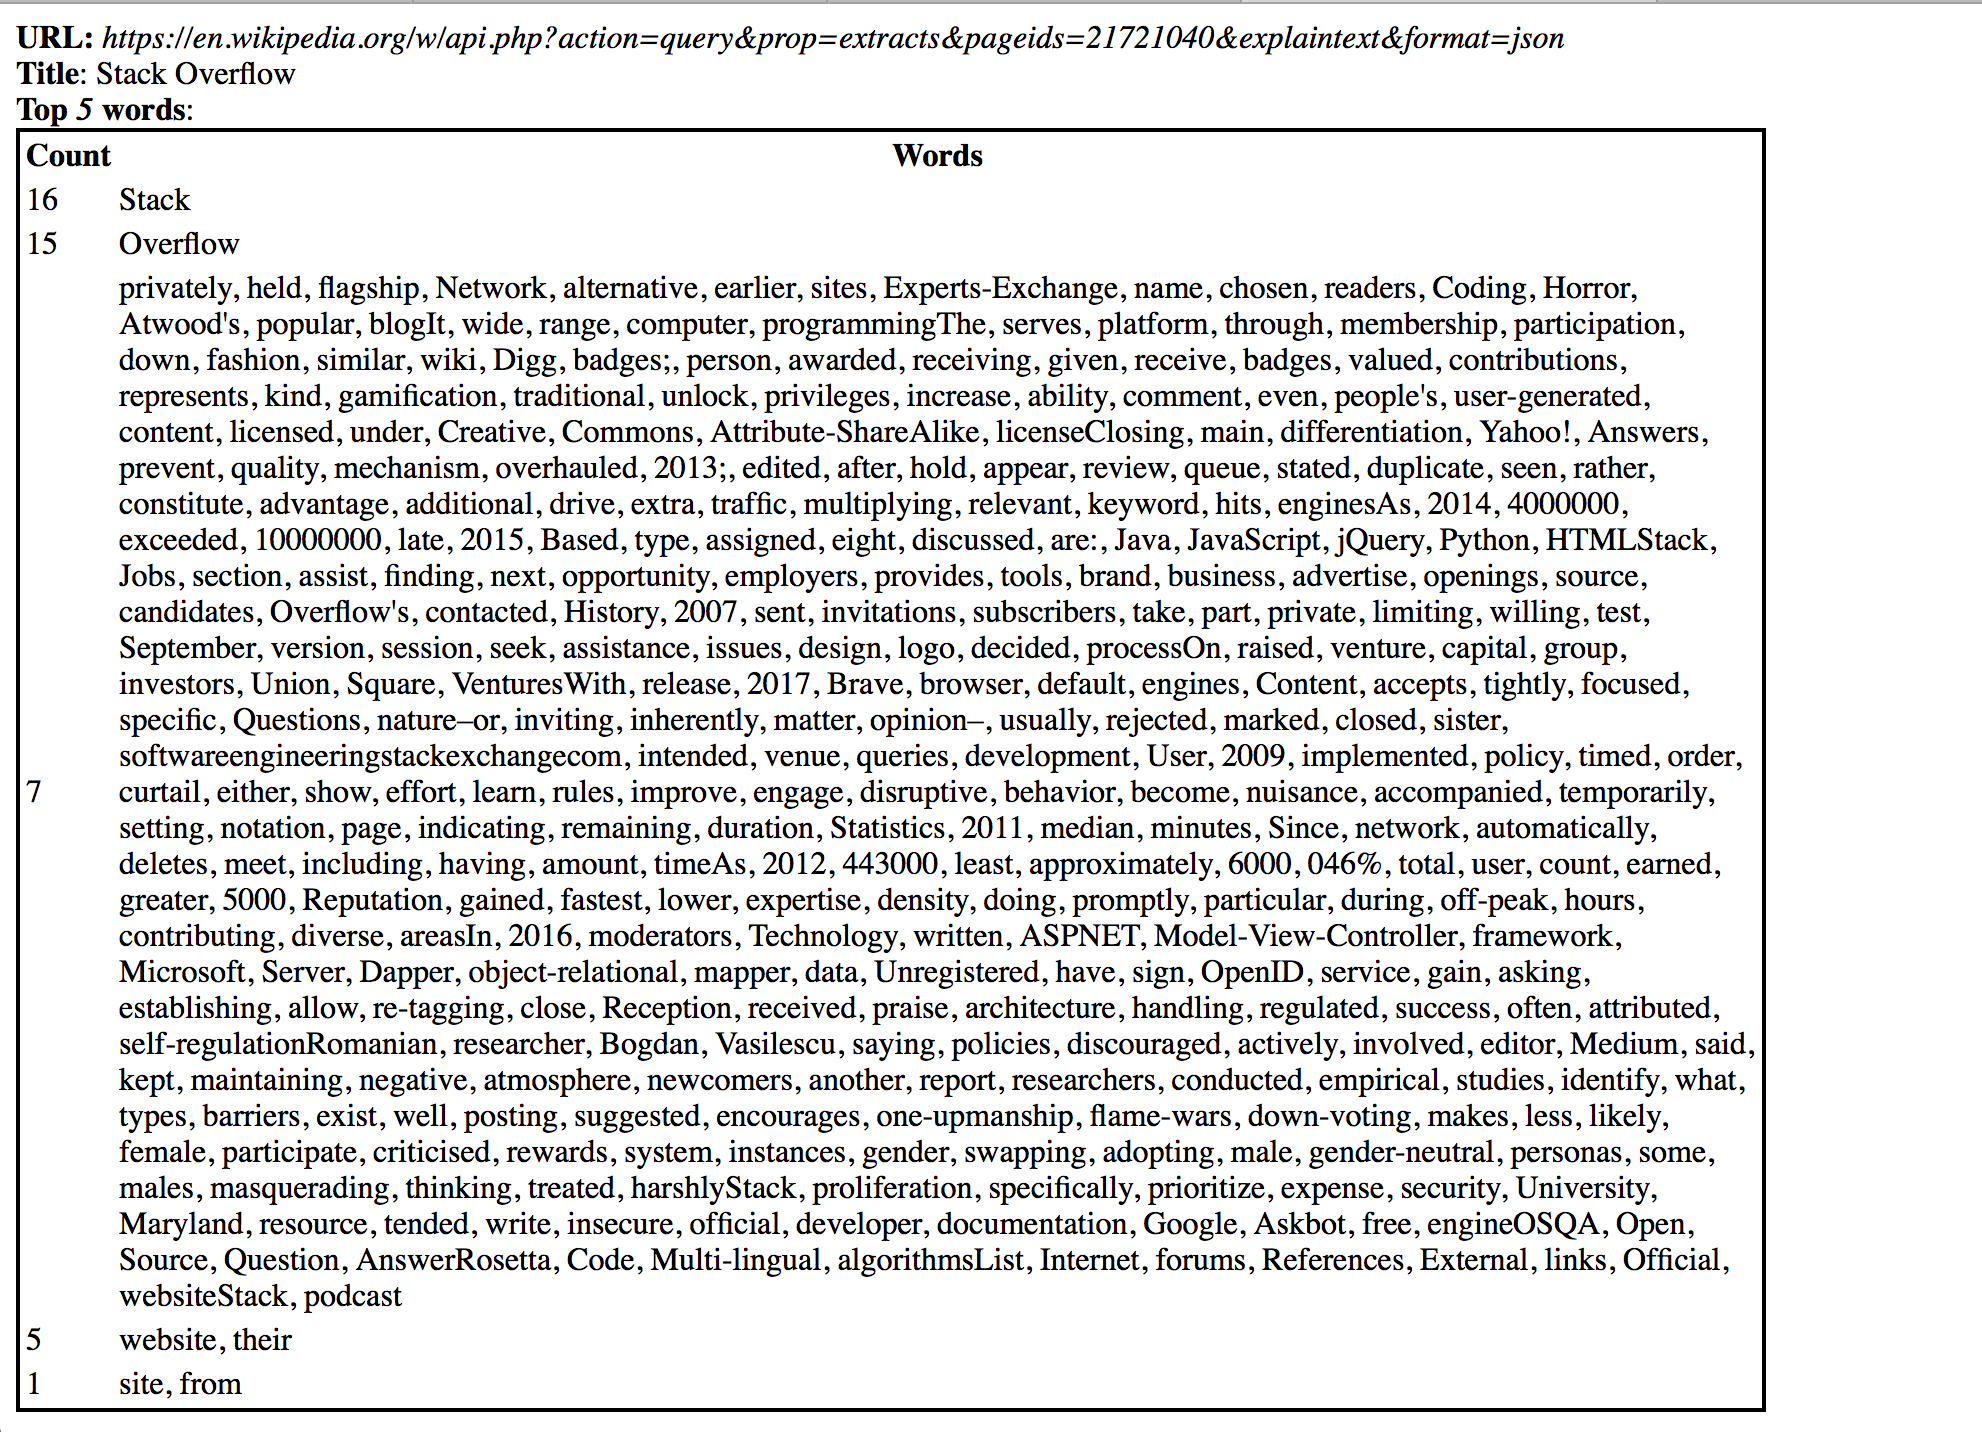 URL: https://en.wikipedia.org/w/api.php?action=query&prop=extracts&pageids=21721040&explaintext&format=json
Title: Stack Overflow
Top 5 words:
Count Words
16 Stack
15 Overflow
privately, held, flagship, Network, alternative, earlier, sites, Experts-Exchange, name, chosen, readers, Coding, Horror,
Atwood's, popular, blogIt, wide, range, computer, programmingThe, serves, platform, through, membership, participation,
down, fashion, similar, wiki, Digg, badges;, person, awarded, receiving, given, receive, badges, valued, contributions,
represents, kind, gamification, traditional, unlock, privileges, increase, ability, comment, even, people's, user-generated,
content, licensed, under, Creative, Commons, Attribute-ShareAlike, licenseClosing, main, differentiation, Yahoo!, Answers,
prevent, quality, mechanism, overhauled, 2013;, edited, after, hold, appear, review, queue, stated, duplicate, seen, rather,
constitute, advantage, additional, drive, extra, traffic, multiplying, relevant, keyword, hits, enginesAs, 2014, 4000000,
exceeded, 10000000, late, 2015, Based, type, assigned, eight, discussed, are:, Java, JavaScript, jQuery, Python, HTMLStack,
Jobs, section, assist, finding, next, opportunity, employers, provides, tools, brand, business, advertise, openings, source,
candidates, Overflow's, contacted, History, 2007, sent, invitations, subscribers, take, part, private, limiting, willing, test,
September, version, session, seek, assistance, issues, design, logo, decided, processOn, raised, venture, capital, group,
investors, Union, Square, VenturesWith, release, 2017, Brave, browser, default, engines, Content, accepts, tightly, focused,
specific, Questions, nature–or, inviting, inherently, matter, opinion–, usually, rejected, marked, closed, sister,
softwareengineeringstackexchangecom, intended, venue, queries, development, User, 2009, implemented, policy, timed, order,
7 curtail, either, show, effort, learn, rules, improve, engage, disruptive, behavior, become, nuisance, accompanied, temporarily,
setting, notation, page, indicating, remaining, duration, Statistics, 2011, median, minutes, Since, network, automatically,
deletes, meet, including, having, amount, timeAs, 2012, 443000, least, approximately, 6000, 046%, total, user, count, earned,
greater, 5000, Reputation, gained, fastest, lower, expertise, density, doing, promptly, particular, during, off-peak, hours,
contributing, diverse, areasIn, 2016, moderators, Technology, written, ASPNET, Model-View-Controller, framework,
Microsoft, Server, Dapper, object-relational, mapper, data, Unregistered, have, sign, OpenID, service, gain, asking,
establishing, allow, re-tagging, close, Reception, received, praise, architecture, handling, regulated, success, often, attributed,
self-regulationRomanian, researcher, Bogdan, Vasilescu, saying, policies, discouraged, actively, involved, editor, Medium, said,
kept, maintaining, negative, atmosphere, newcomers, another, report, researchers, conducted, empirical, studies, identify, what,
types, barriers, exist, well, posting, suggested, encourages, one-upmanship, flame-wars, down-voting, makes, less, likely,
female, participate, criticised, rewards, system, instances, gender, swapping, adopting, male, gender-neutral, personas, some,
males, masquerading, thinking, treated, harshlyStack, proliferation, specifically, prioritize, expense, security, University,
Maryland, resource, tended, write, insecure, official, developer, documentation, Google, Askbot, free, engineOSQA, Open,
Source, Question, AnswerRosetta, Code, Multi-lingual, algorithmsList, Internet, forums, References, External, links, Official,
websiteStack, podcast
5 website, their
1 site, from